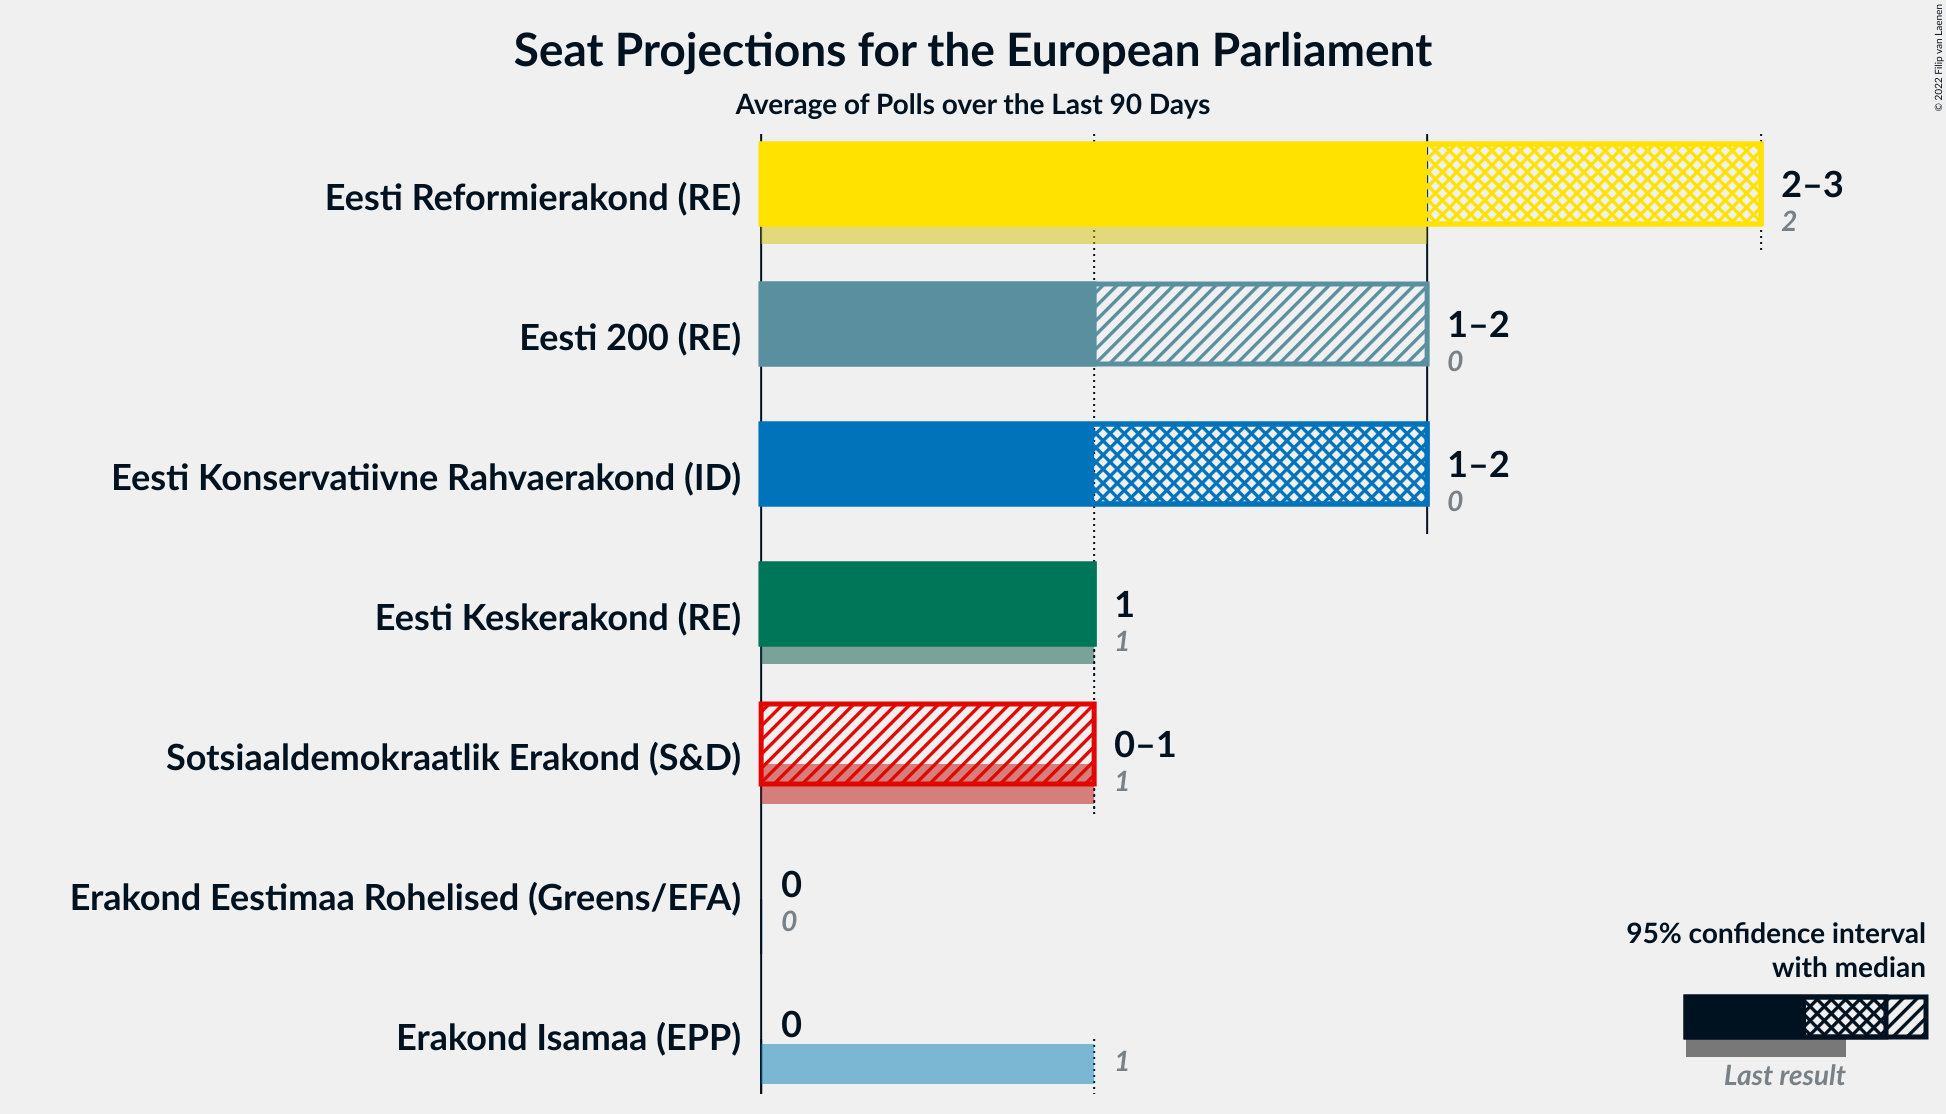 Seat Projections for the European Parliament
Average of Polls over the Last 90 Days
© 2022 Filip van Laenen
Eesti Reformierakond (RE)
2–3
2
Eesti 200 (RE)
1–2
0
Eesti Konservatiivne Rahvaerakond (ID)
1–2
0
Eesti Keskerakond (RE)
1
1
Sotsiaaldemokraatlik Erakond (S&D)
0–1
1
Erakond Eestimaa Rohelised (Greens/EFA)
0
0
Erakond Isamaa (EPP)
0
1
95% confidence interval
with median
Last result